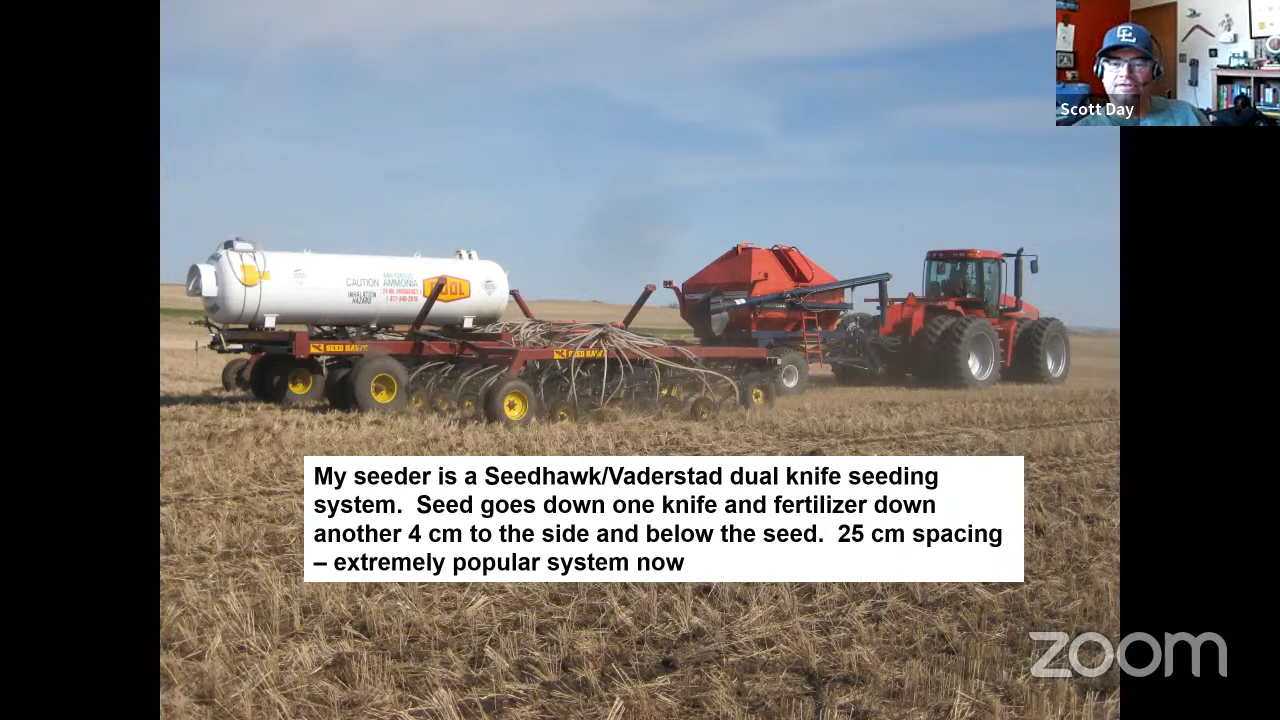 Scott Day
CAUTION
ANHYDROUS
AMMONIA
INHALATION
HAZARD
SEED HAWK
SEED HAWK
My seeder is a Seedhawk/Vaderstad dual knife seeding
system.  Seed goes down one knife and fertilizer down
another 4 cm to the side and below the seed.  25 cm spacing
– extremely popular system now
zoom